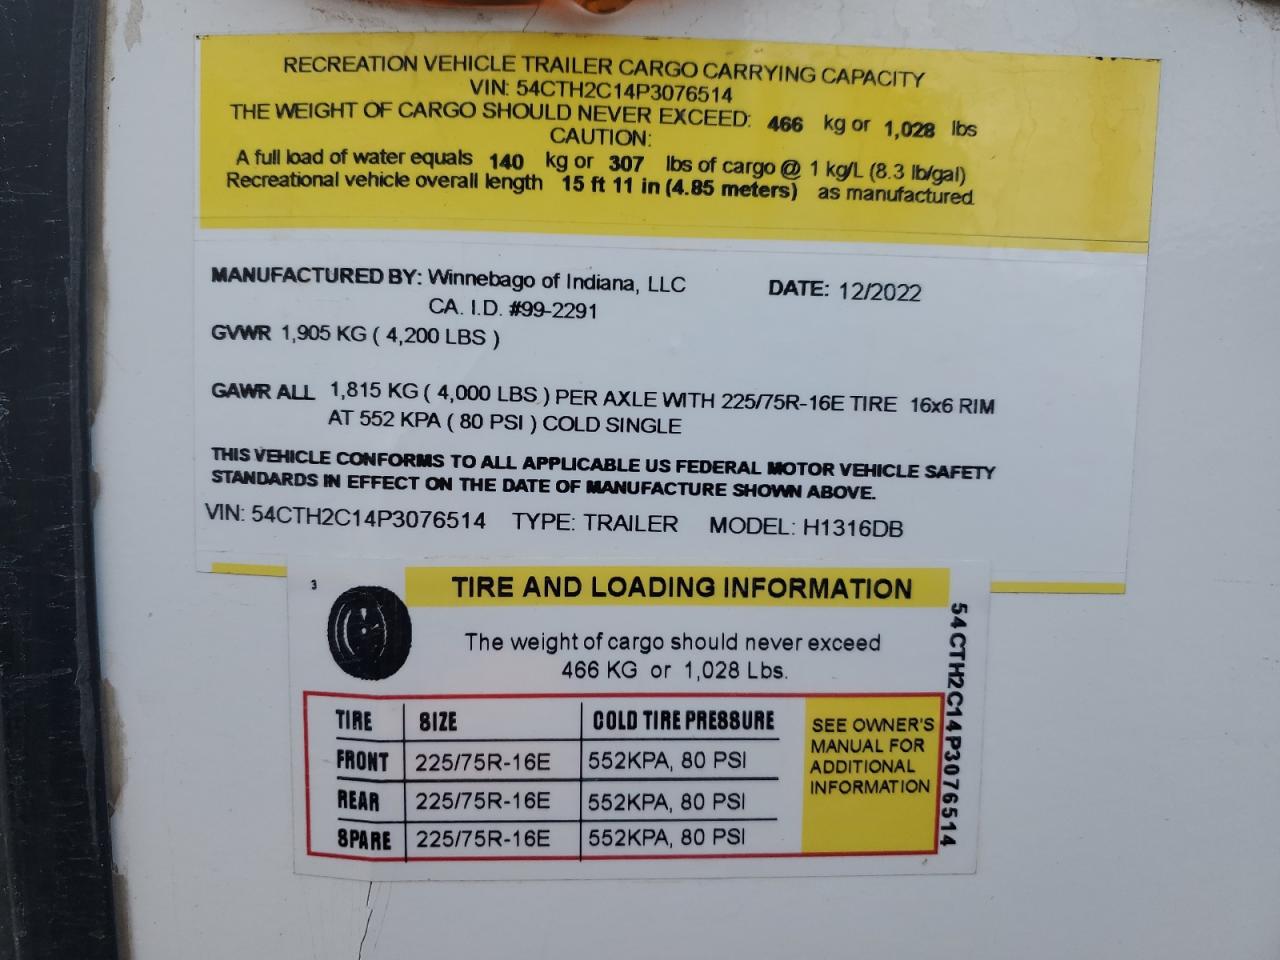 RECREATION VEHICLE TRAILER CARGO CARRYING CAPACITY
VIN: 54CTH2C14P3076514
THE WEIGHT OF CARGO SHOULD NEVER EXCEED: 466 kg or 1,028 lbs
CAUTION:
A full load of water equals 140 kg or 307 lbs of cargo @ 1 kg/L (8.3 lb/gal)
Recreational vehicle overall length 15 ft 11 in (4.85 meters) as manufactured
MANUFACTURED BY: Winnebago of Indiana, LLC DATE: 12/2022
CA. I.D. #99-2291
GVWR 1,905 KG ( 4,200 LBS )
GAWR ALL 1,815 KG ( 4,000 LBS ) PER AXLE WITH 225/75R-16E TIRE 16x6 RIM
AT 552 KPA ( 80 PSI ) COLD SINGLE
THIS VEHICLE CONFORMS TO ALL APPLICABLE US FEDERAL MOTOR VEHICLE SAFETY
STANDARDS IN EFFECT ON THE DATE OF MANUFACTURE SHOWN ABOVE.
VIN: 54CTH2C14P3076514 TYPE: TRAILER MODEL: H1316DB
3
TIRE AND LOADING INFORMATION
The weight of cargo should never exceed
466 KG or 1,028 Lbs.
TIRE SIZE COLD TIRE PRESSURE
FRONT 225/75R-16E 552KPA, 80 PSI
REAR 225/75R-16E 552KPA, 80 PSI
SPARE 225/75R-16E 552KPA, 80 PSI
SEE OWNER'S
MANUAL FOR
ADDITIONAL
INFORMATION
54CTH2C14P3076514